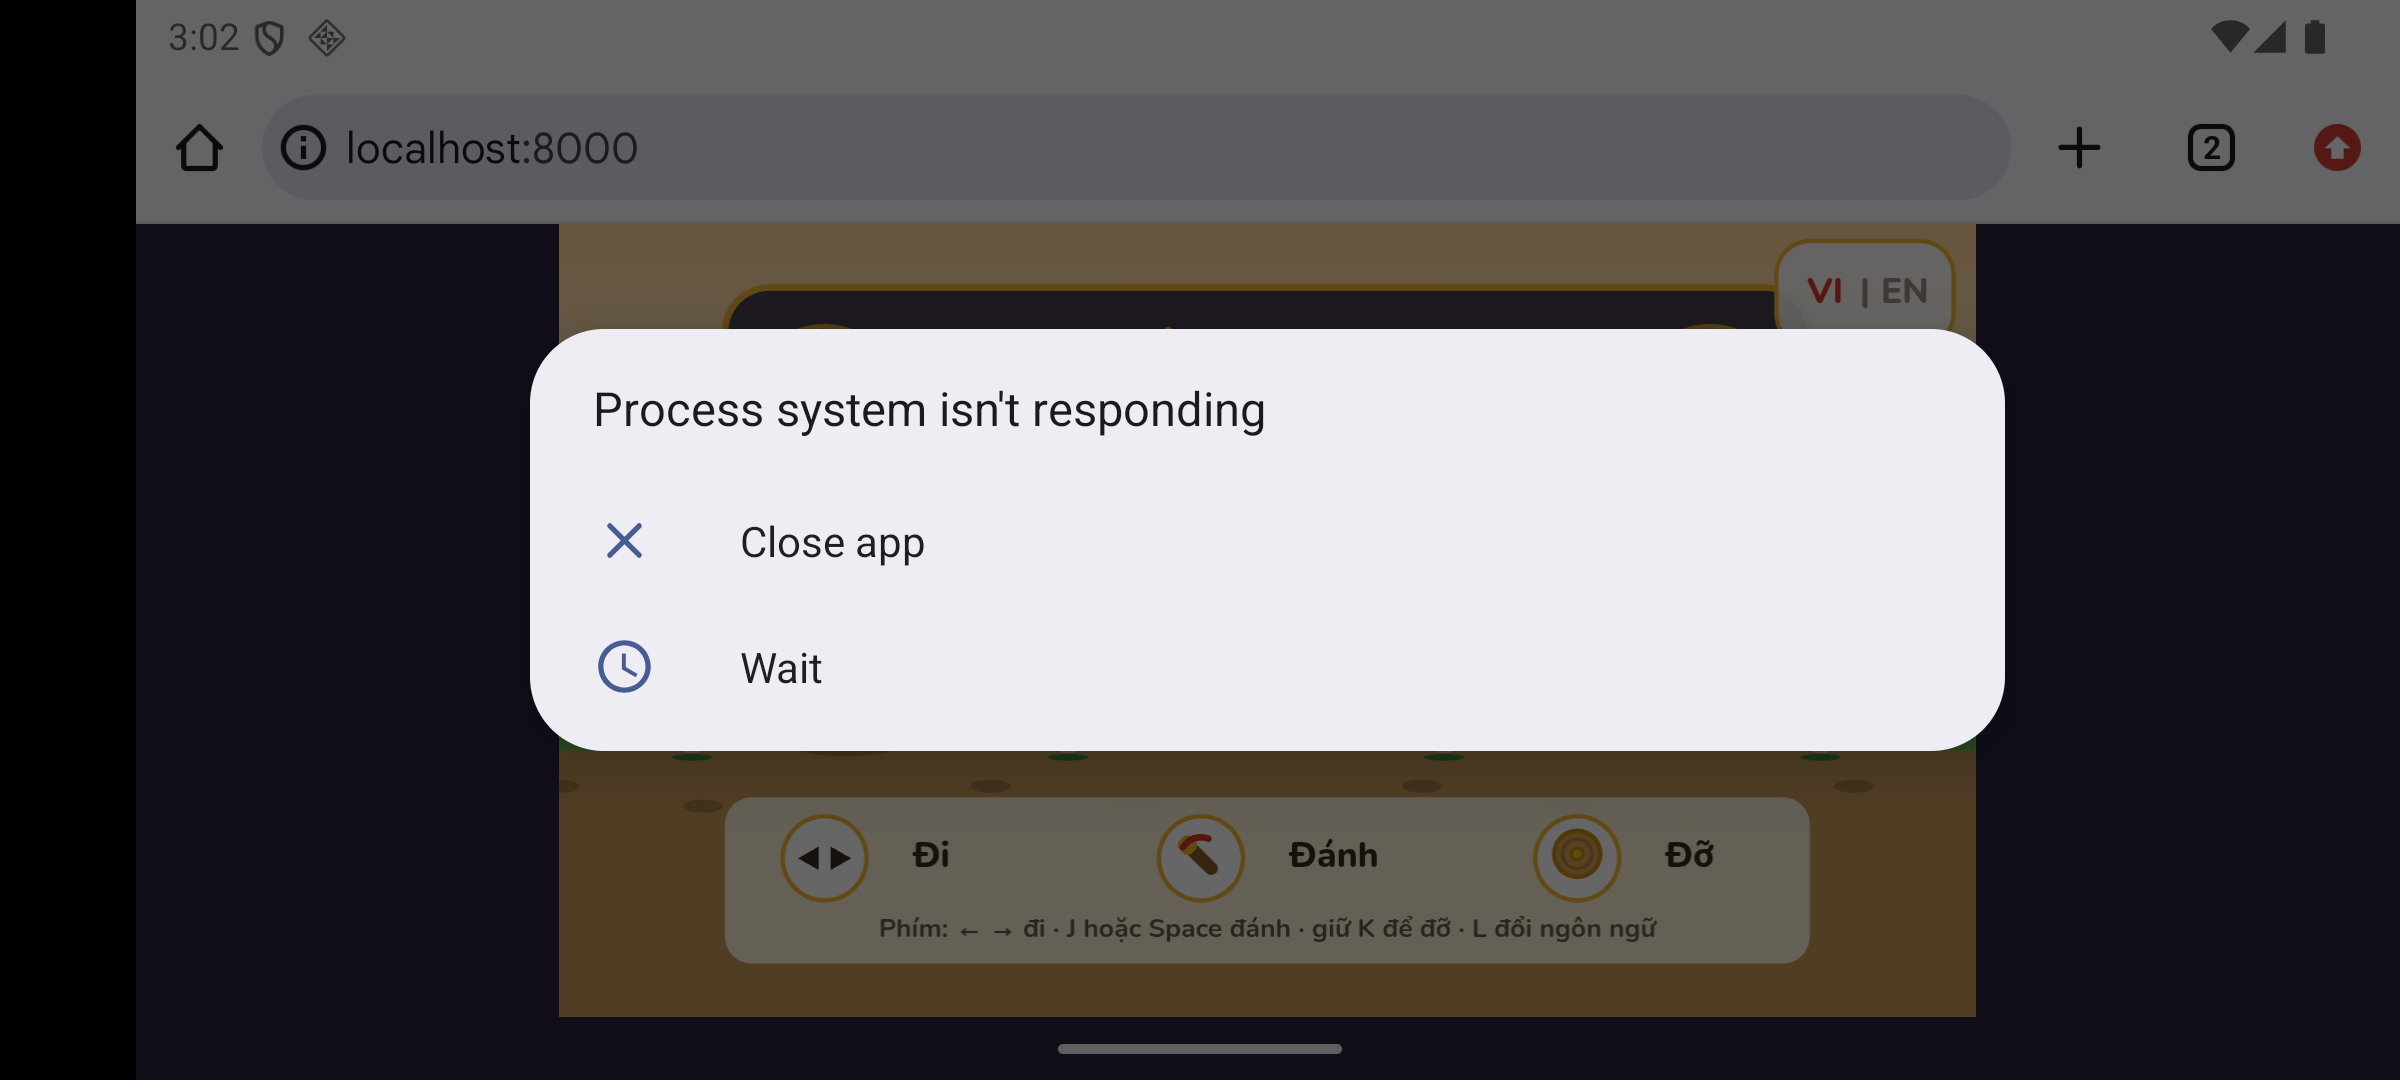 3:02
localhost:8000
2
VI | EN
Process system isn't responding
Close app
Wait
Đi
Đánh
Đỡ
Phím: ← → đi · J hoặc Space đánh · giữ K để đỡ · L đổi ngôn ngữ